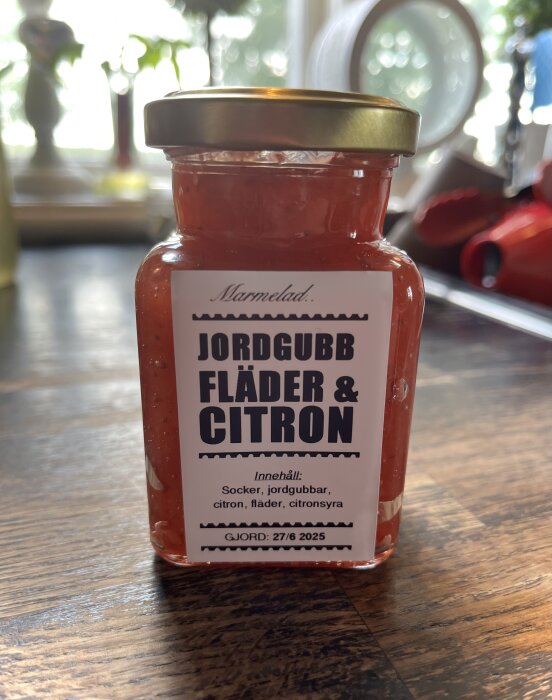 Marmelad..
JORDGUBB
FLÄDER &
CITRON
Innehåll:
Socker, jordgubbar,
citron, fläder, citronsyra
GJORD: 27/6 2025